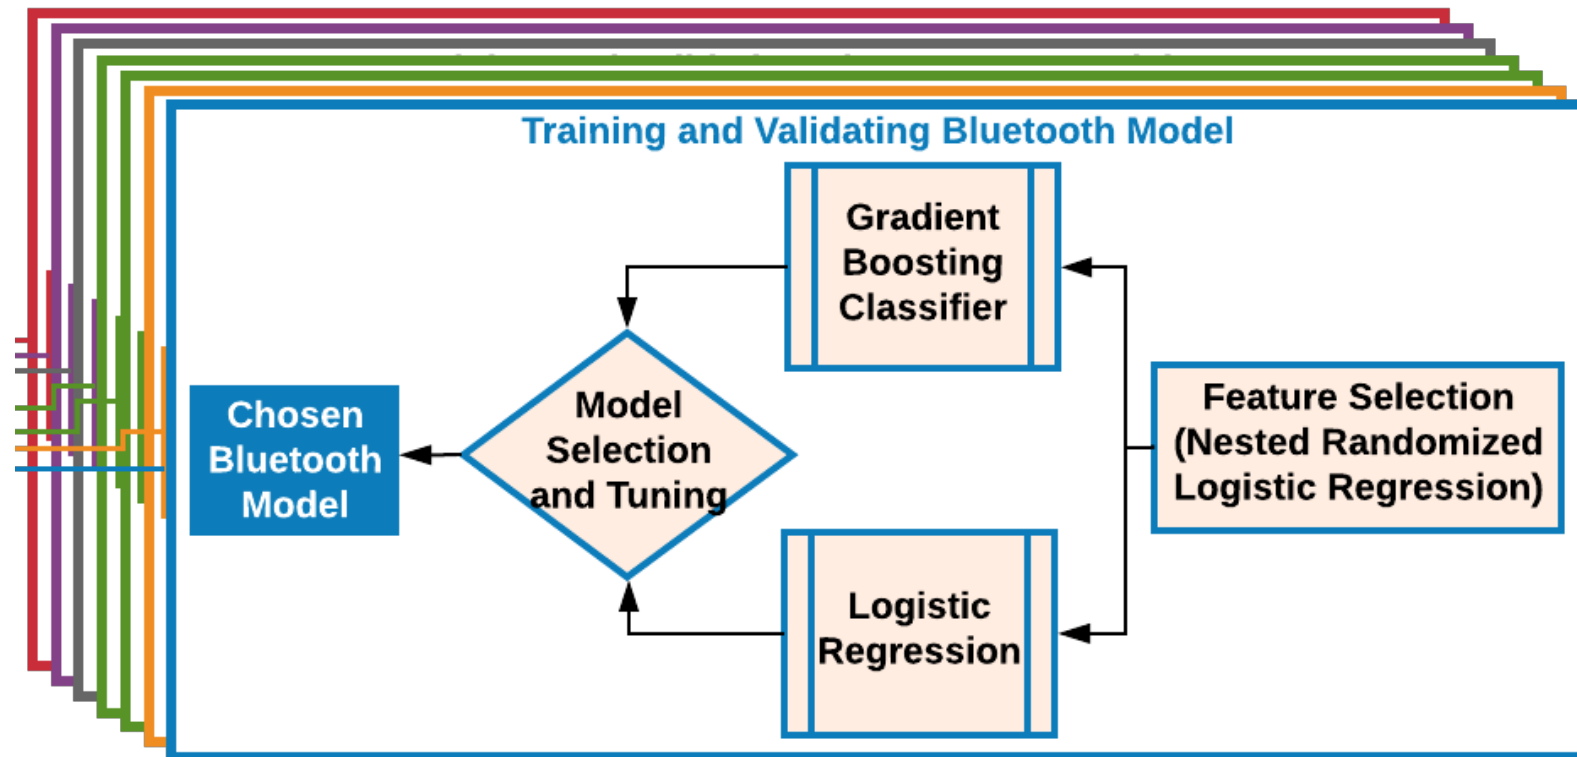 Training and Validating Bluetooth Model
Gradient
Boosting
Classifier
Feature Selection
(Nested Randomized
Logistic Regression)
Model
Selection
and Tuning
Chosen
Bluetooth
Model
Logistic
Regression